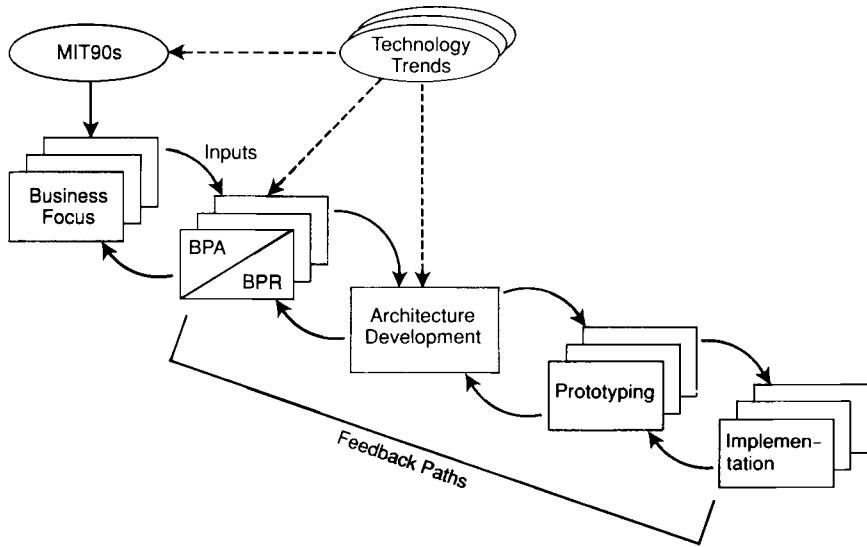 MIT90s
Technology
Trends
Inputs
Business
Focus
BPA
BPR
Architecture
Development
Prototyping
Implemen-
tation
Feedback Paths